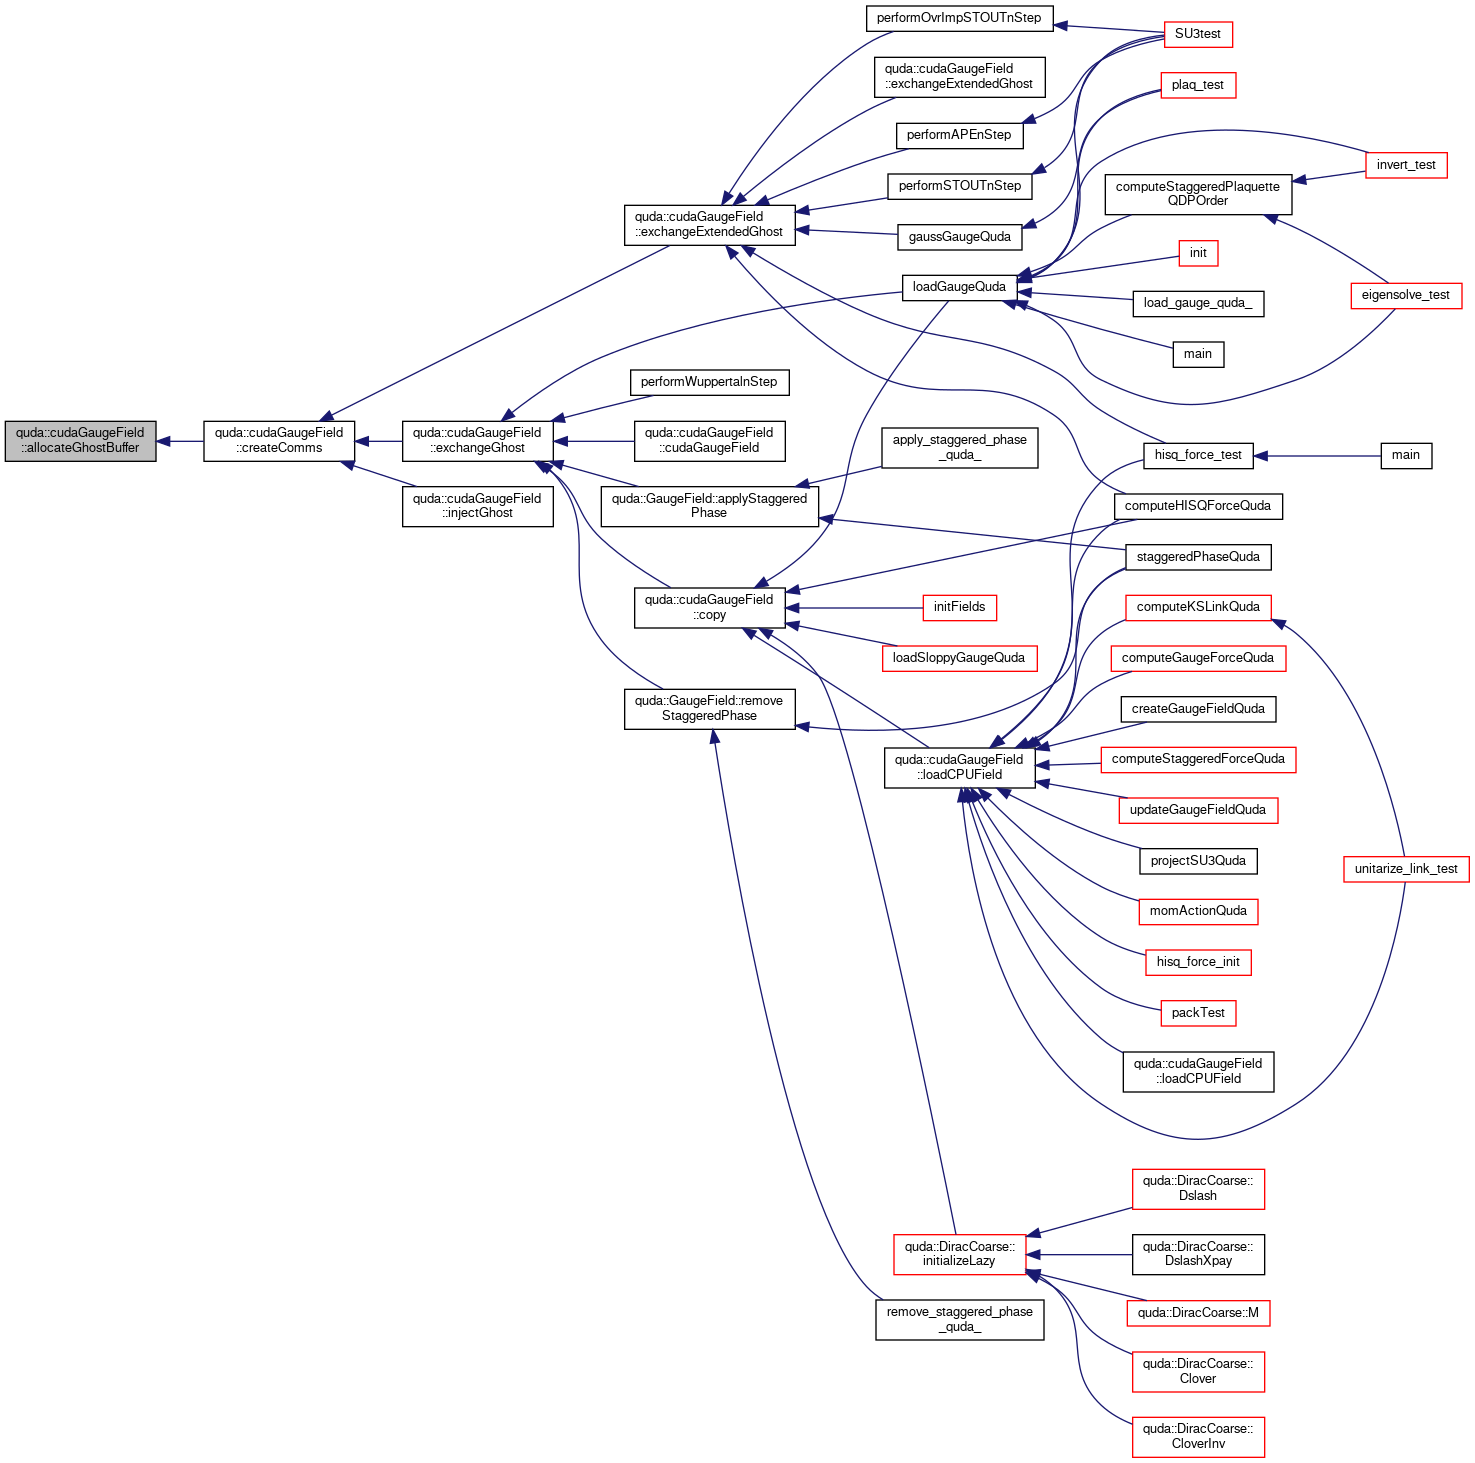 performOvrImpSTOUTnStep
SU3test
quda::cudaGaugeField
::exchangeExtendedGhost
plaq_test
performAPEnStep
invert_test
performSTOUTnStep
computeStaggeredPlaquette
QDPOrder
quda::cudaGaugeField
::exchangeExtendedGhost
gaussGaugeQuda
init
loadGaugeQuda
load_gauge_quda_
eigensolve_test
main
performWuppertalnStep
quda::cudaGaugeField
::allocateGhostBuffer
quda::cudaGaugeField
::createComms
quda::cudaGaugeField
::exchangeGhost
quda::cudaGaugeField
::cudaGaugeField
apply_staggered_phase
_quda_
hisq_force_test
main
quda::cudaGaugeField
::injectGhost
quda::GaugeField::applyStaggered
Phase
computeHISQForceQuda
staggeredPhaseQuda
quda::cudaGaugeField
::copy
initFields
computeKSLinkQuda
loadSloppyGaugeQuda
computeGaugeForceQuda
quda::GaugeField::remove
StaggeredPhase
createGaugeFieldQuda
quda::cudaGaugeField
::loadCPUField
computeStaggeredForceQuda
updateGaugeFieldQuda
projectSU3Quda
unitarize_link_test
momActionQuda
hisq_force_init
packTest
quda::cudaGaugeField
::loadCPUField
quda::DiracCoarse::
Dslash
quda::DiracCoarse::
initializeLazy
quda::DiracCoarse::
DslashXpay
remove_staggered_phase
_quda_
quda::DiracCoarse::M
quda::DiracCoarse::
Clover
quda::DiracCoarse::
CloverInv